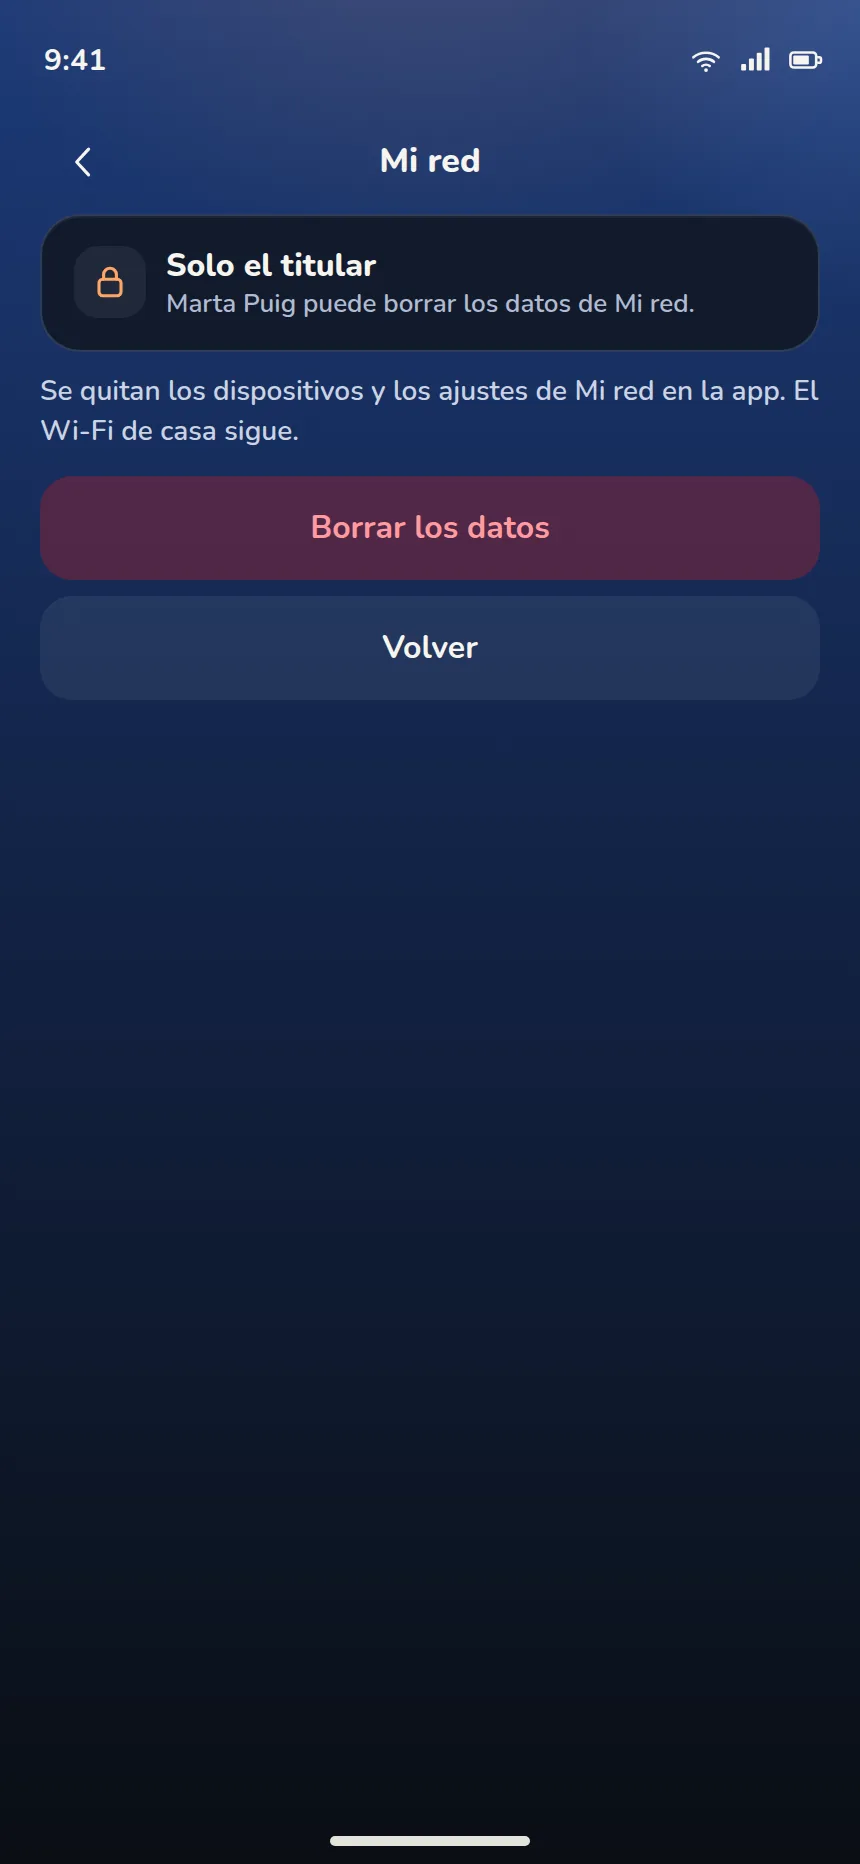 9:41
Mi red
Solo el titular
Marta Puig puede borrar los datos de Mi red.
Se quitan los dispositivos y los ajustes de Mi red en la app. El
Wi-Fi de casa sigue.
Borrar los datos
Volver